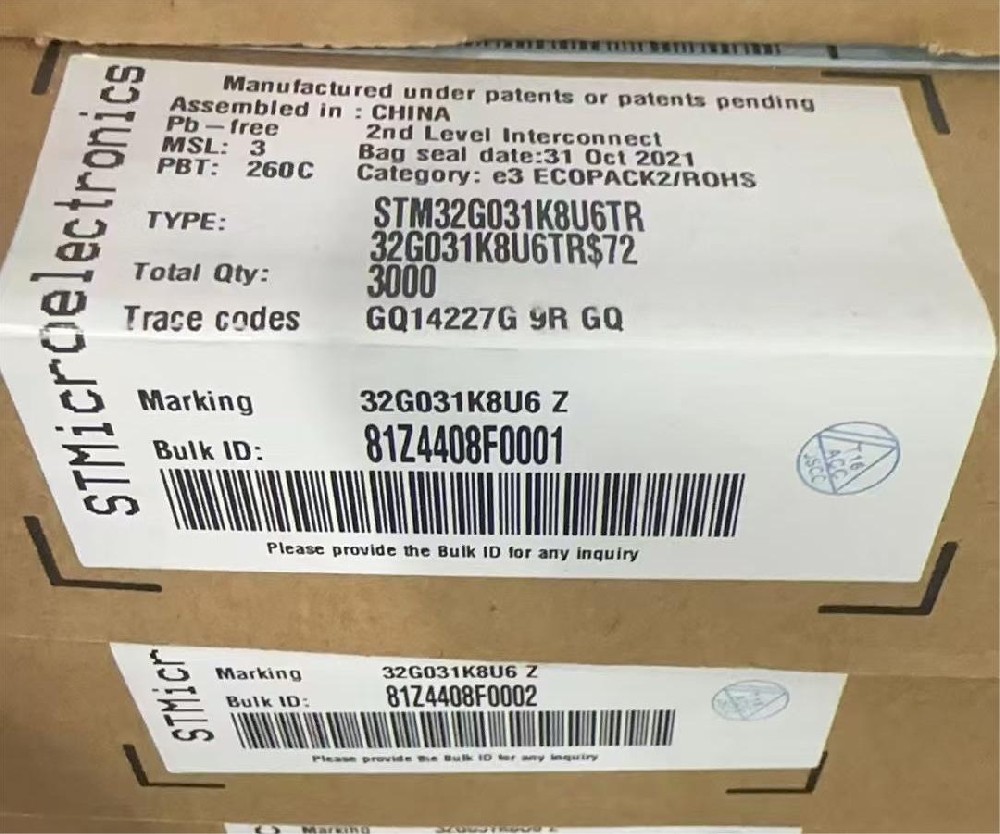 STMicroelectronics
Manufactured under patents or patents pending
Assembled in : CHINA
Pb-free 2nd Level Interconnect
MSL: 3 Bag seal date:31 Oct 2021
PBT: 260C Category: e3 ECOPACK2/ROHS
TYPE: STM32G031K8U6TR
32G031K8U6TR$72
Total Qty: 3000
Trace codes GQ14227G 9R GQ
Marking 32G031K8U6 Z
Bulk ID: 81Z4408F0001
T16
ACC
JSCC
Please provide the Bulk ID for any inquiry
STMicr
Marking 32G031K8U6 Z
Bulk ID: 81Z4408F0002
Please provide the Bulk ID for any inquiry
Marking